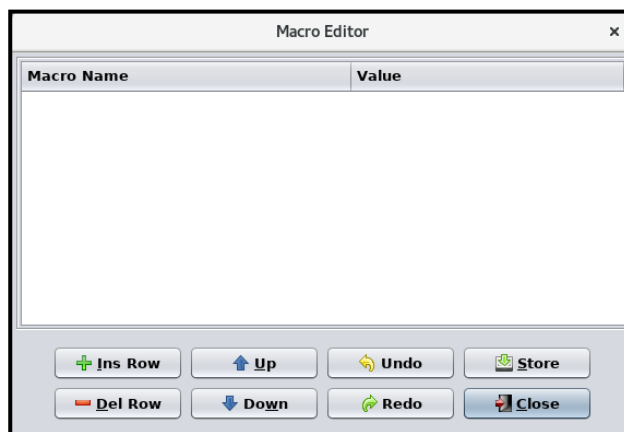 Macro Editor ×
Macro Name Value
Ins Row Up Undo Store
Del Row Down Redo Close